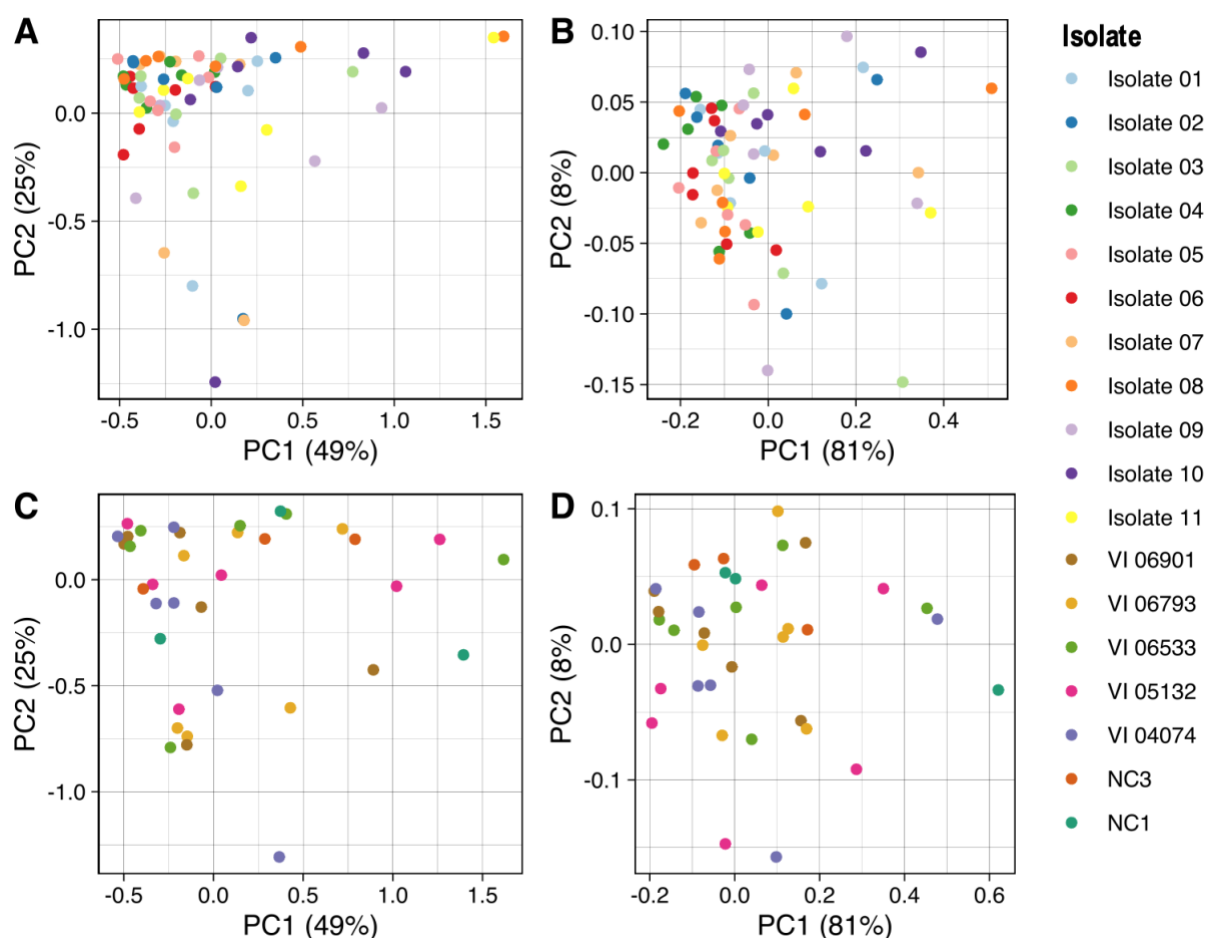 A
PC2 (25%)
0.0
-0.5
-1.0
-0.5 0.0 0.5 1.0 1.5
PC1 (49%)
B
PC2 (8%)
0.10
0.05
0.00
-0.05
-0.10
-0.15
-0.2 0.0 0.2 0.4
PC1 (81%)
C
PC2 (25%)
0.0
-0.5
-1.0
-0.5 0.0 0.5 1.0 1.5
PC1 (49%)
D
PC2 (8%)
0.1
0.0
-0.1
-0.2 0.0 0.2 0.4 0.6
PC1 (81%)
Isolate
Isolate 01
Isolate 02
Isolate 03
Isolate 04
Isolate 05
Isolate 06
Isolate 07
Isolate 08
Isolate 09
Isolate 10
Isolate 11
VI 06901
VI 06793
VI 06533
VI 05132
VI 04074
NC3
NC1